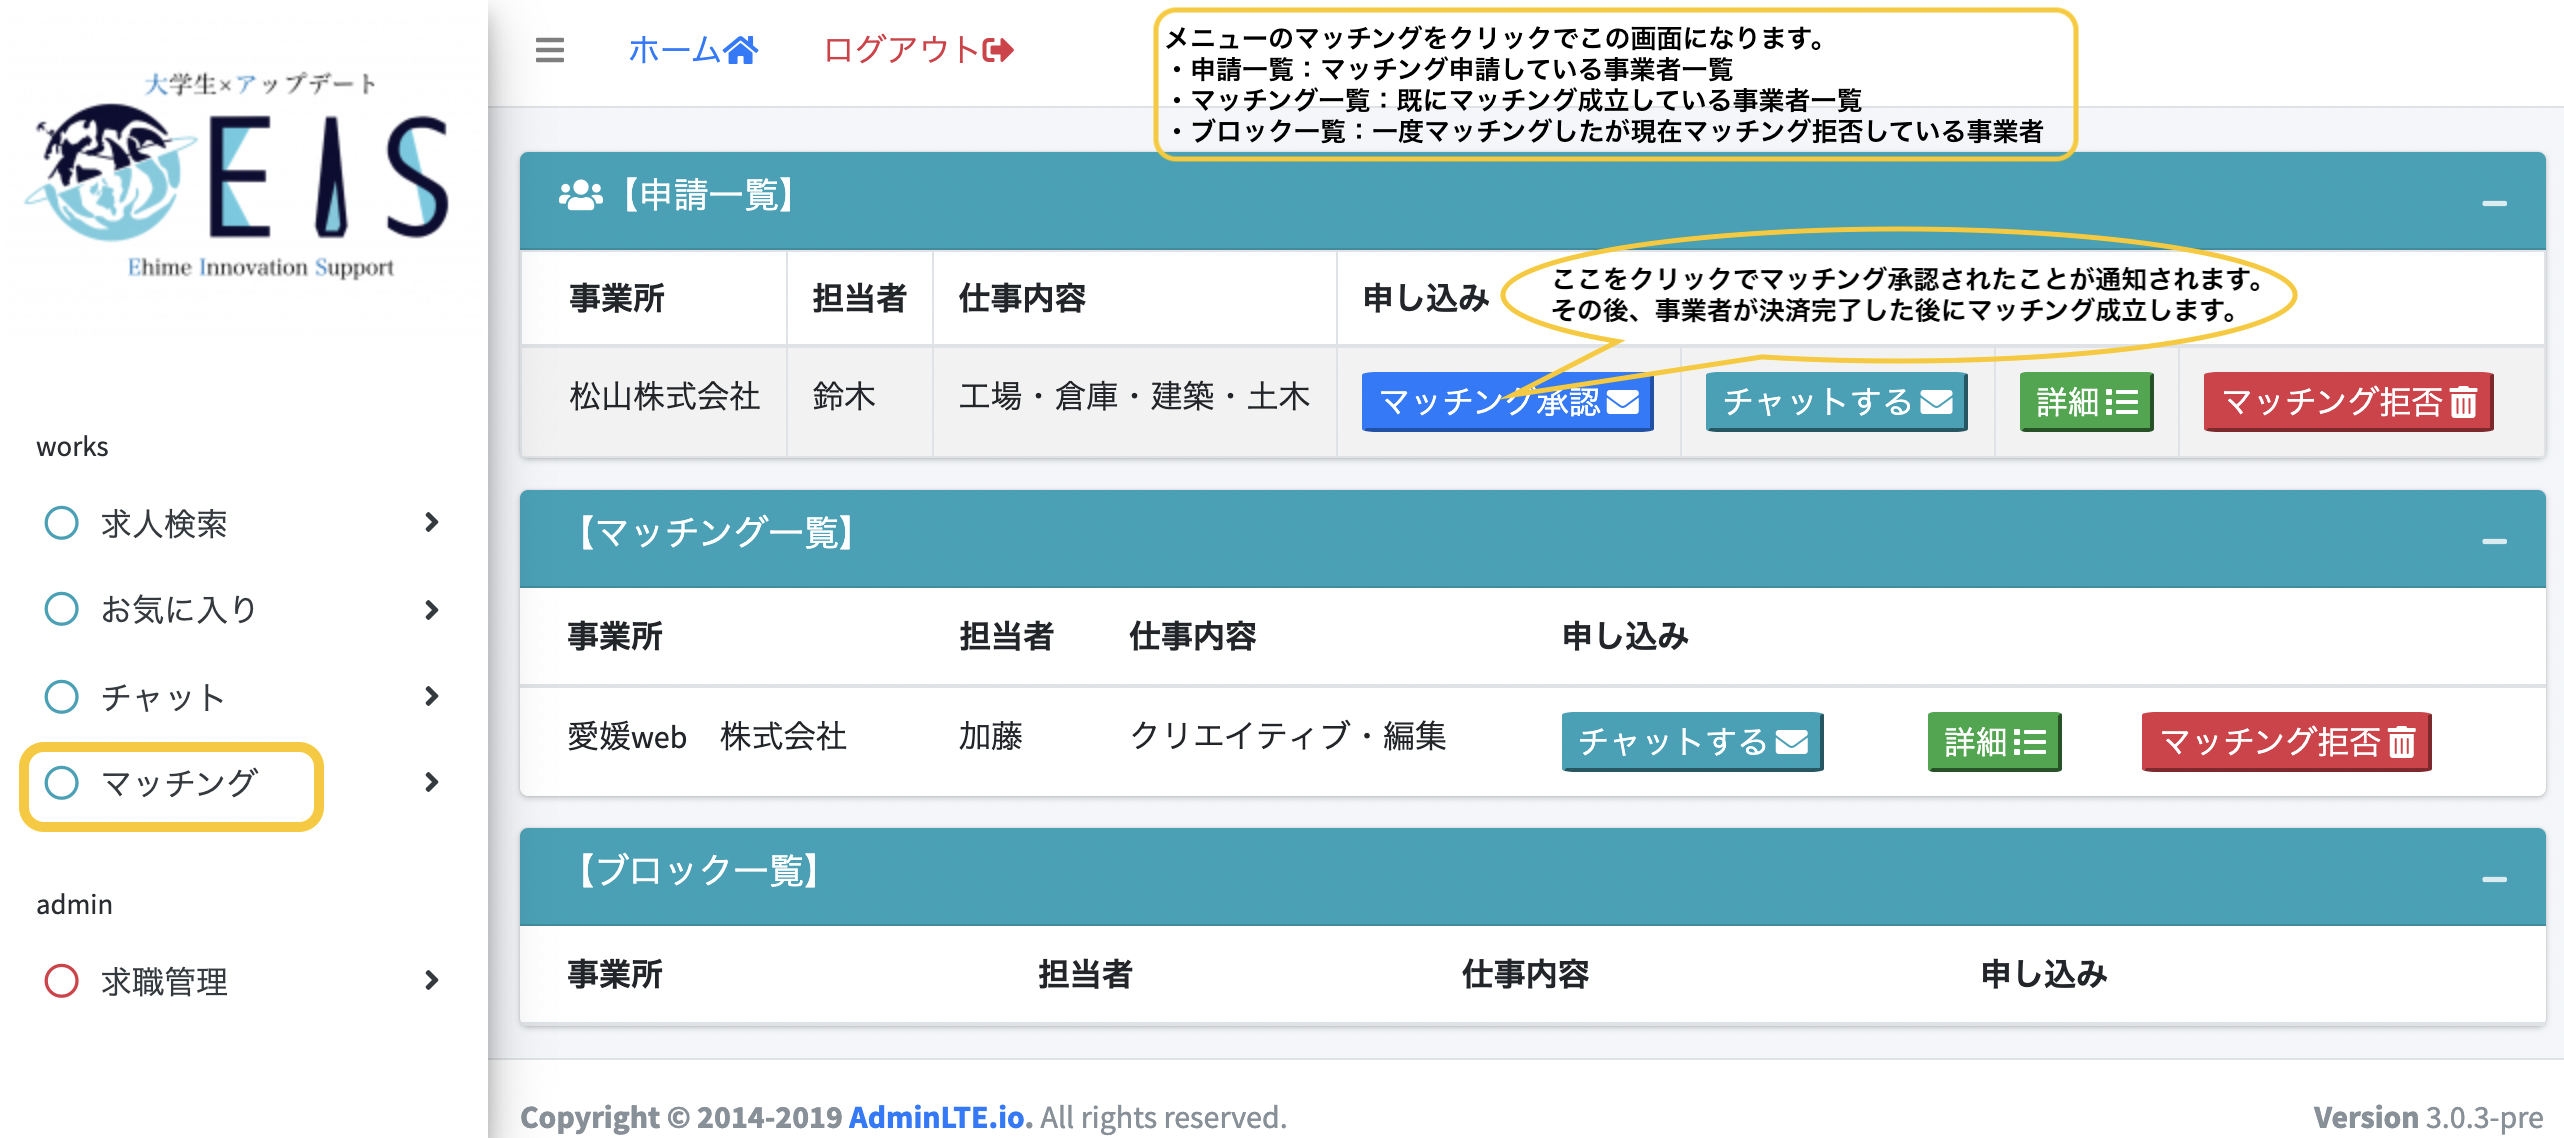 大学生×アップデート
EIS
Ehime Innovation Support
works
求人検索
お気に入り
チャット
マッチング
admin
求職管理
ホーム
ログアウト
メニューのマッチングをクリックでこの画面になります。
・申請一覧：マッチング申請している事業者一覧
・マッチング一覧：既にマッチング成立している事業者一覧
・ブロック一覧：一度マッチングしたが現在マッチング拒否している事業者
【申請一覧】
事業所 担当者 仕事内容 申し込み
ここをクリックでマッチング承認されたことが通知されます。
その後、事業者が決済完了した後にマッチング成立します。
松山株式会社 鈴木 工場・倉庫・建築・土木 マッチング承認 チャットする 詳細 マッチング拒否
【マッチング一覧】
事業所 担当者 仕事内容 申し込み
愛媛web　株式会社 加藤 クリエイティブ・編集 チャットする 詳細 マッチング拒否
【ブロック一覧】
事業所 担当者 仕事内容 申し込み
Copyright © 2014-2019 AdminLTE.io. All rights reserved.
Version 3.0.3-pre